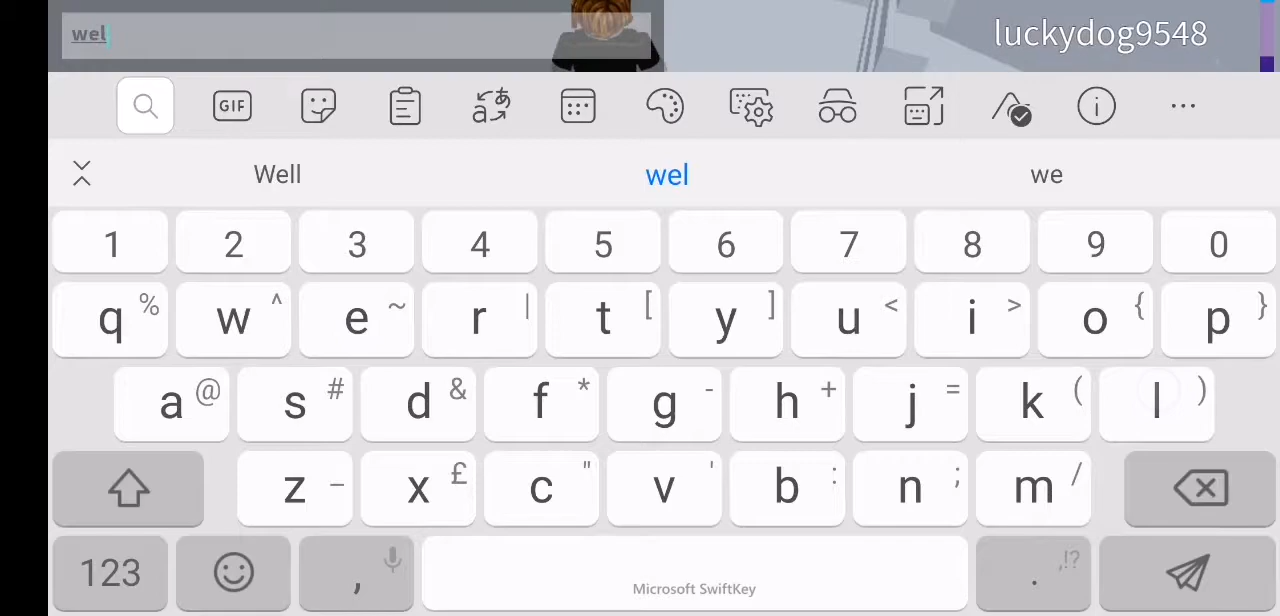 wel
luckydog9548
GIF
Well wel we
1 2 3 4 5 6 7 8 9 0
q % w ^ e ~ r | t [ y ] u < i > o { p }
a @ s # d & f * g - h + j = k ( l )
z _ x £ c " v ' b : n ; m /
123 , Microsoft SwiftKey . ,!?